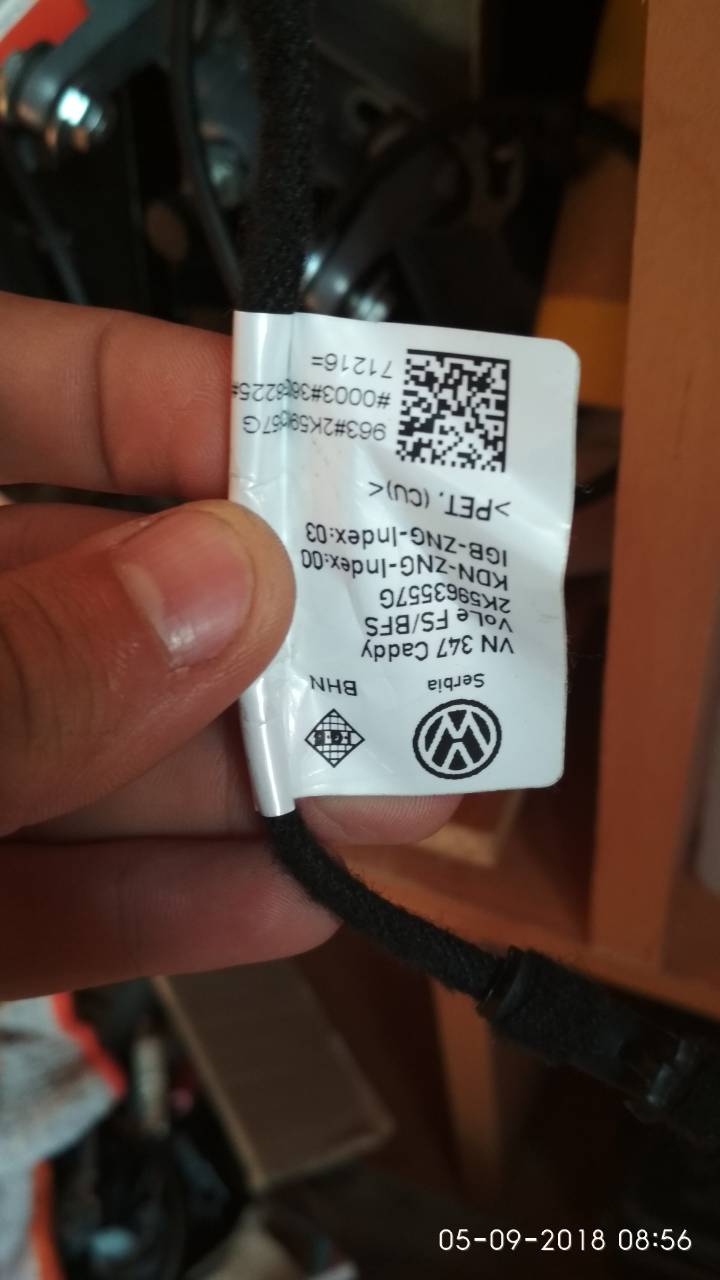 Serbia BHN
VN 347 Caddy
VoLe FS/BFS
2K5963557G
KDN-ZNG-Index:00
IGB-ZNG-Index:03
>PET, (CU)<
71216=
05-09-2018 08:56